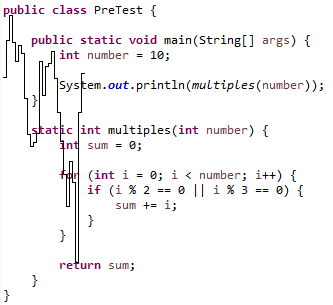 public class PreTest {
public static void main(String[] args) {
int number = 10;
System.out.println(multiples(number));
}
static int multiples(int number) {
int sum = 0;
for (int i = 0; i < number; i++) {
if (i % 2 == 0 || i % 3 == 0) {
sum += i;
}
}
return sum;
}
}